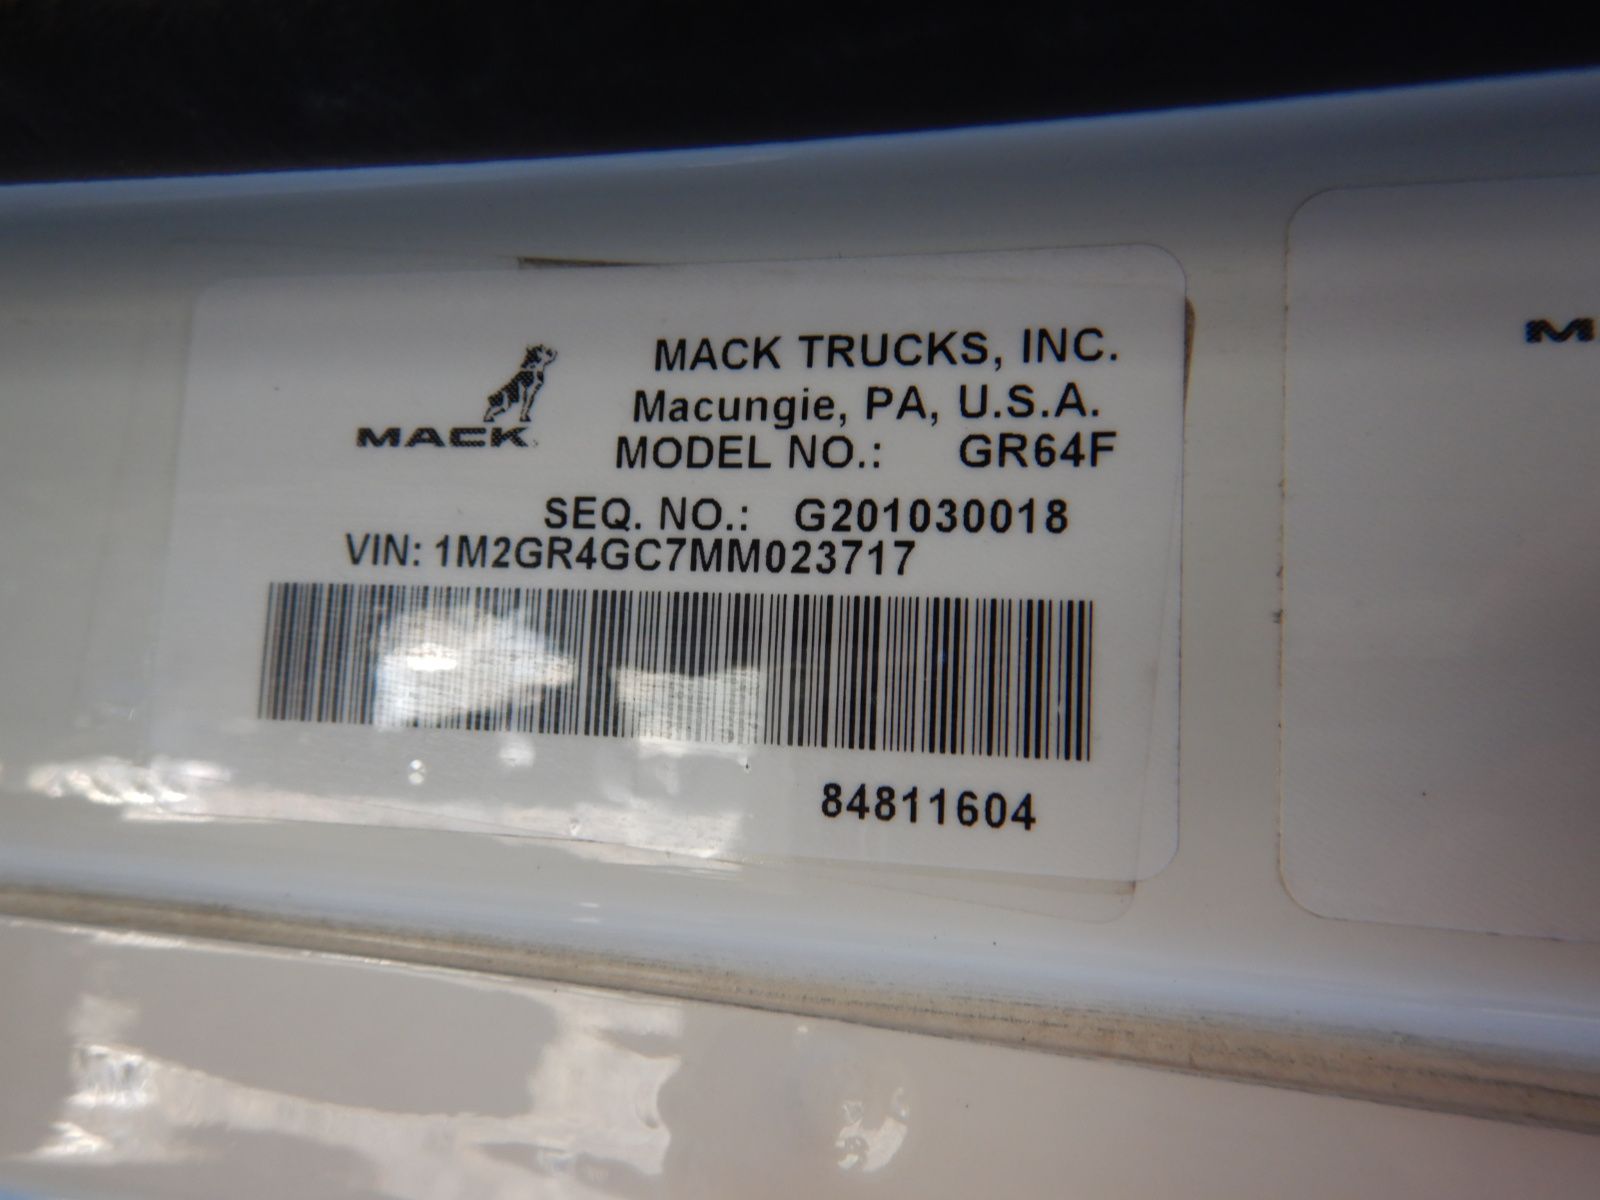 MACK
MACK TRUCKS, INC.
Macungie, PA, U.S.A.
MODEL NO.: GR64F
SEQ. NO.: G201030018
VIN: 1M2GR4GC7MM023717
84811604